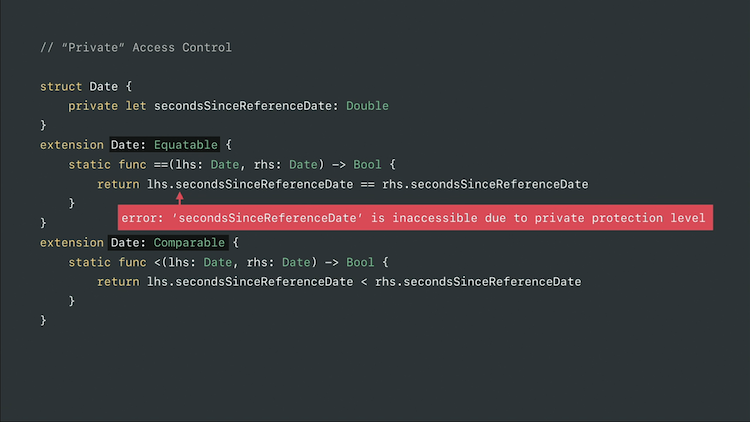 // “Private” Access Control
struct Date {
private let secondsSinceReferenceDate: Double
}
extension Date: Equatable {
static func ==(lhs: Date, rhs: Date) -> Bool {
return lhs.secondsSinceReferenceDate == rhs.secondsSinceReferenceDate
}
error: ‘secondsSinceReferenceDate’ is inaccessible due to private protection level
}
extension Date: Comparable {
static func <(lhs: Date, rhs: Date) -> Bool {
return lhs.secondsSinceReferenceDate < rhs.secondsSinceReferenceDate
}
}